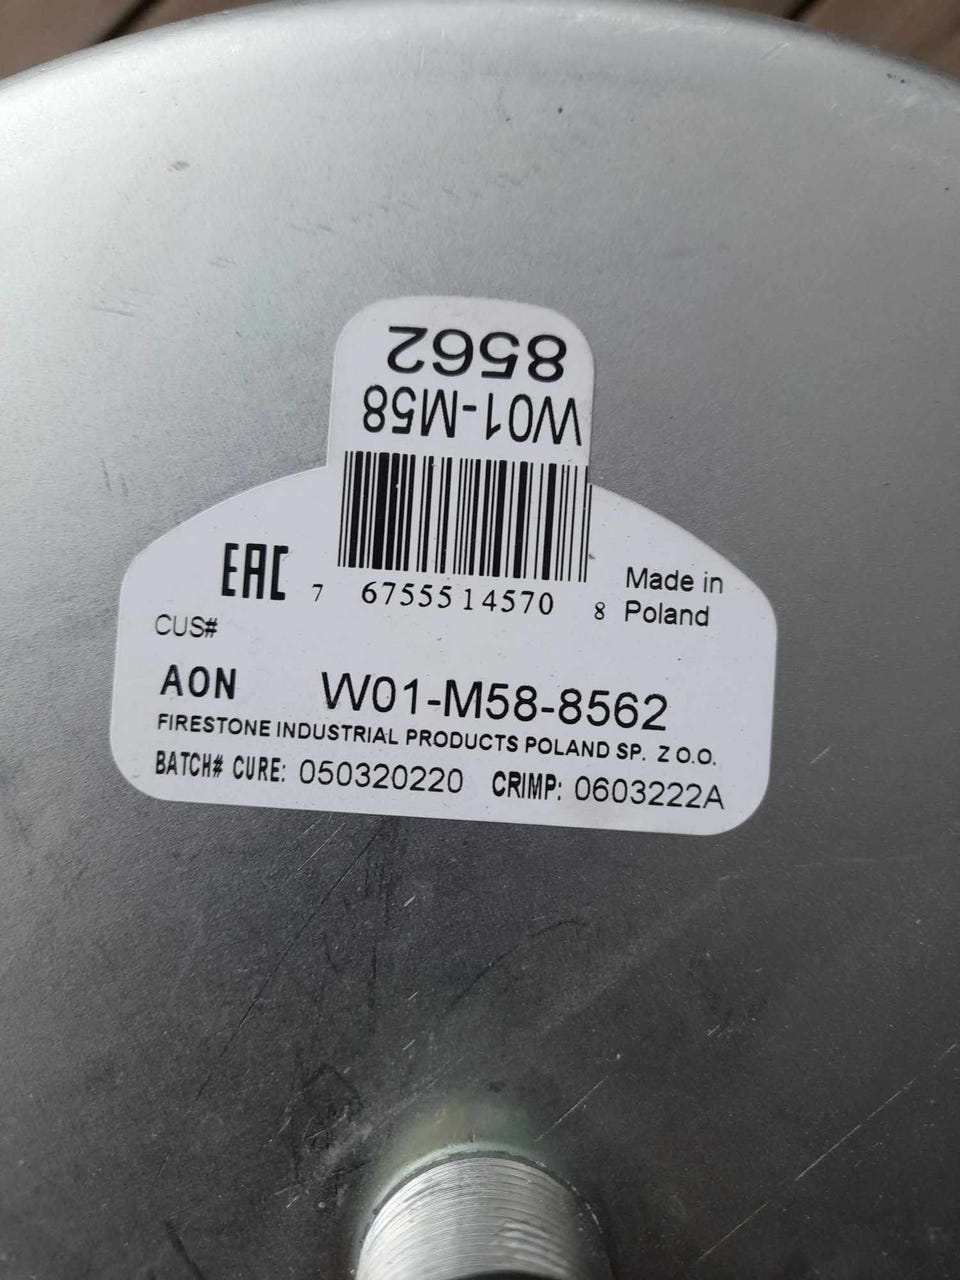 8562
W01-M58
EAC
7 6755514570 8
Made in
Poland
CUS#
AON W01-M58-8562
FIRESTONE INDUSTRIAL PRODUCTS POLAND SP. Z O.O.
BATCH# CURE: 050320220 CRIMP: 0603222A